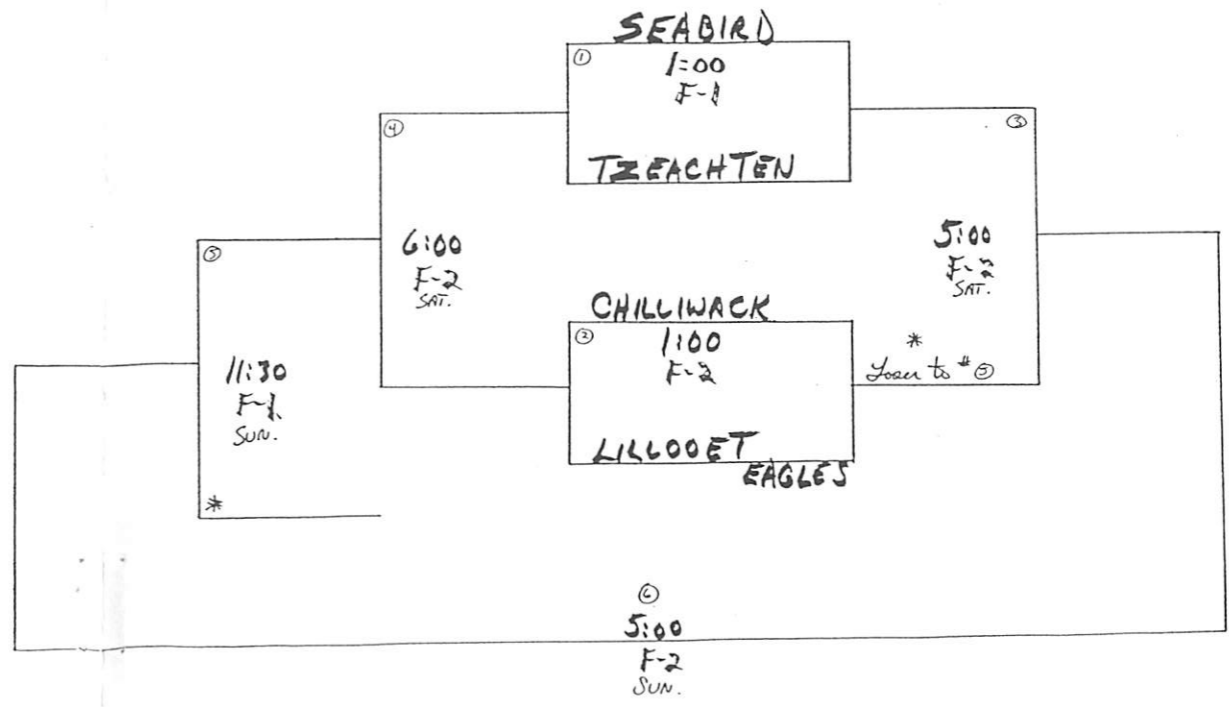 SEABIRD
① 1:00
F-1
TZEACHTEN
④
6:00
F-2
SAT.
③
5:00
F-2
SAT.
CHILLIWACK
② 1:00
F-2
LILLOOET
EAGLES
*
Loser to #⑤
⑤
11:30
F-1
SUN.
*
⑥
5:00
F-2
SUN.